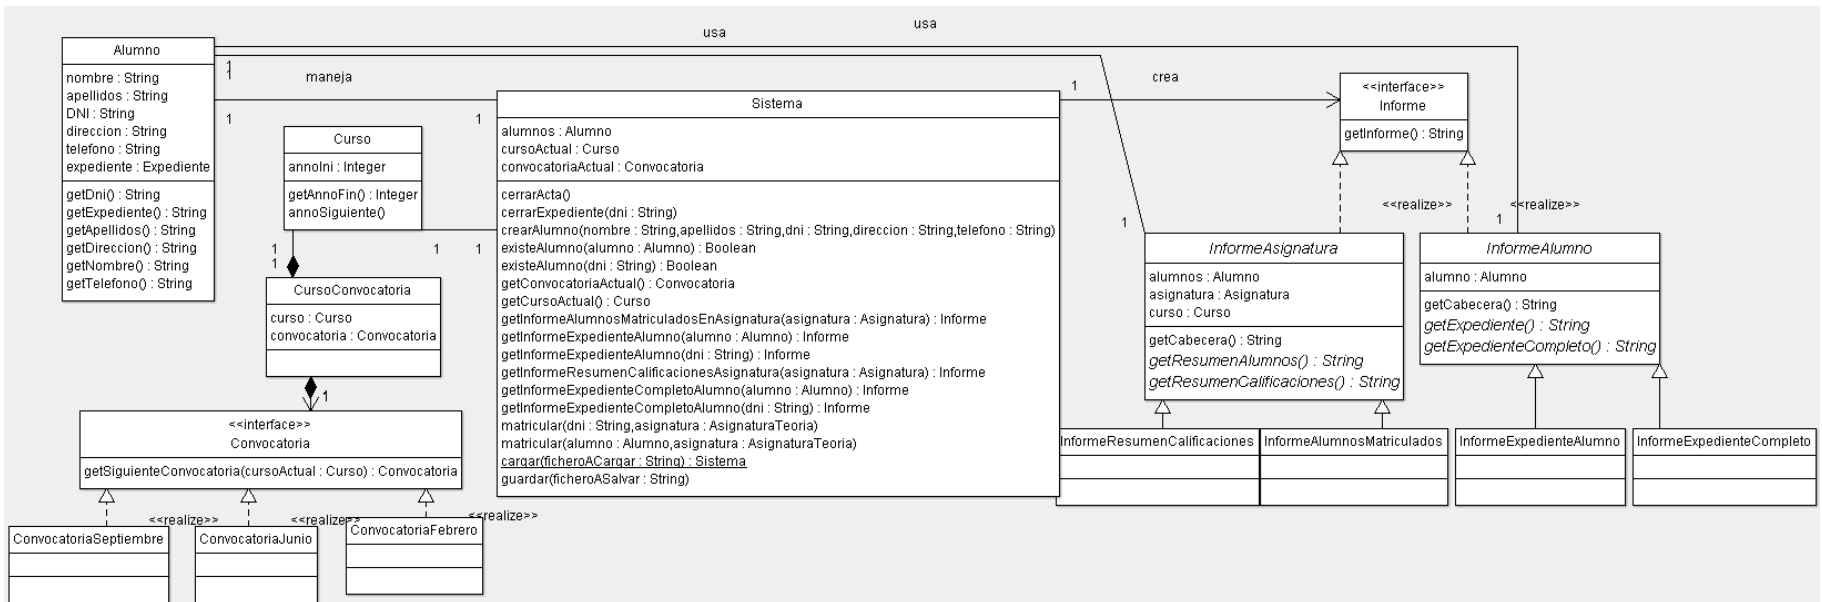 usa
usa
Alumno
nombre : String
apellidos : String
DNI : String
direccion : String
telefono : String
expediente : Expediente
getDni() : String
getExpediente() : String
getApellidos() : String
getDireccion() : String
getNombre() : String
getTelefono() : String
1
1
maneja
1
1
Curso
annoIni : Integer
getAnnoFin() : Integer
annoSiguiente()
1
1
1
1
CursoConvocatoria
curso : Curso
convocatoria : Convocatoria
1
<<interface>>
Convocatoria
getSiguienteConvocatoria(cursoActual : Curso) : Convocatoria
<<realize>>
<<realize>>
<<realize>>
ConvocatoriaSeptiembre
ConvocatoriaJunio
ConvocatoriaFebrero
Sistema
alumnos : Alumno
cursoActual : Curso
convocatoriaActual : Convocatoria
cerrarActa()
cerrarExpediente(dni : String)
crearAlumno(nombre : String,apellidos : String,dni : String,direccion : String,telefono : String)
existeAlumno(alumno : Alumno) : Boolean
existeAlumno(dni : String) : Boolean
getConvocatoriaActual() : Convocatoria
getCursoActual() : Curso
getInformeAlumnosMatriculadosEnAsignatura(asignatura : Asignatura) : Informe
getInformeExpedienteAlumno(alumno : Alumno) : Informe
getInformeExpedienteAlumno(dni : String) : Informe
getInformeResumenCalificacionesAsignatura(asignatura : Asignatura) : Informe
getInformeExpedienteCompletoAlumno(alumno : Alumno) : Informe
getInformeExpedienteCompletoAlumno(dni : String) : Informe
matricular(dni : String,asignatura : AsignaturaTeoria)
matricular(alumno : Alumno,asignatura : AsignaturaTeoria)
cargar(ficheroACargar : String) : Sistema
guardar(ficheroASalvar : String)
1
crea
<<interface>>
Informe
getInforme() : String
<<realize>>
<<realize>>
1
1
InformeAsignatura
alumnos : Alumno
asignatura : Asignatura
curso : Curso
getCabecera() : String
getResumenAlumnos() : String
getResumenCalificaciones() : String
InformeAlumno
alumno : Alumno
getCabecera() : String
getExpediente() : String
getExpedienteCompleto() : String
InformeResumenCalificaciones
InformeAlumnosMatriculados
InformeExpedienteAlumno
InformeExpedienteCompleto